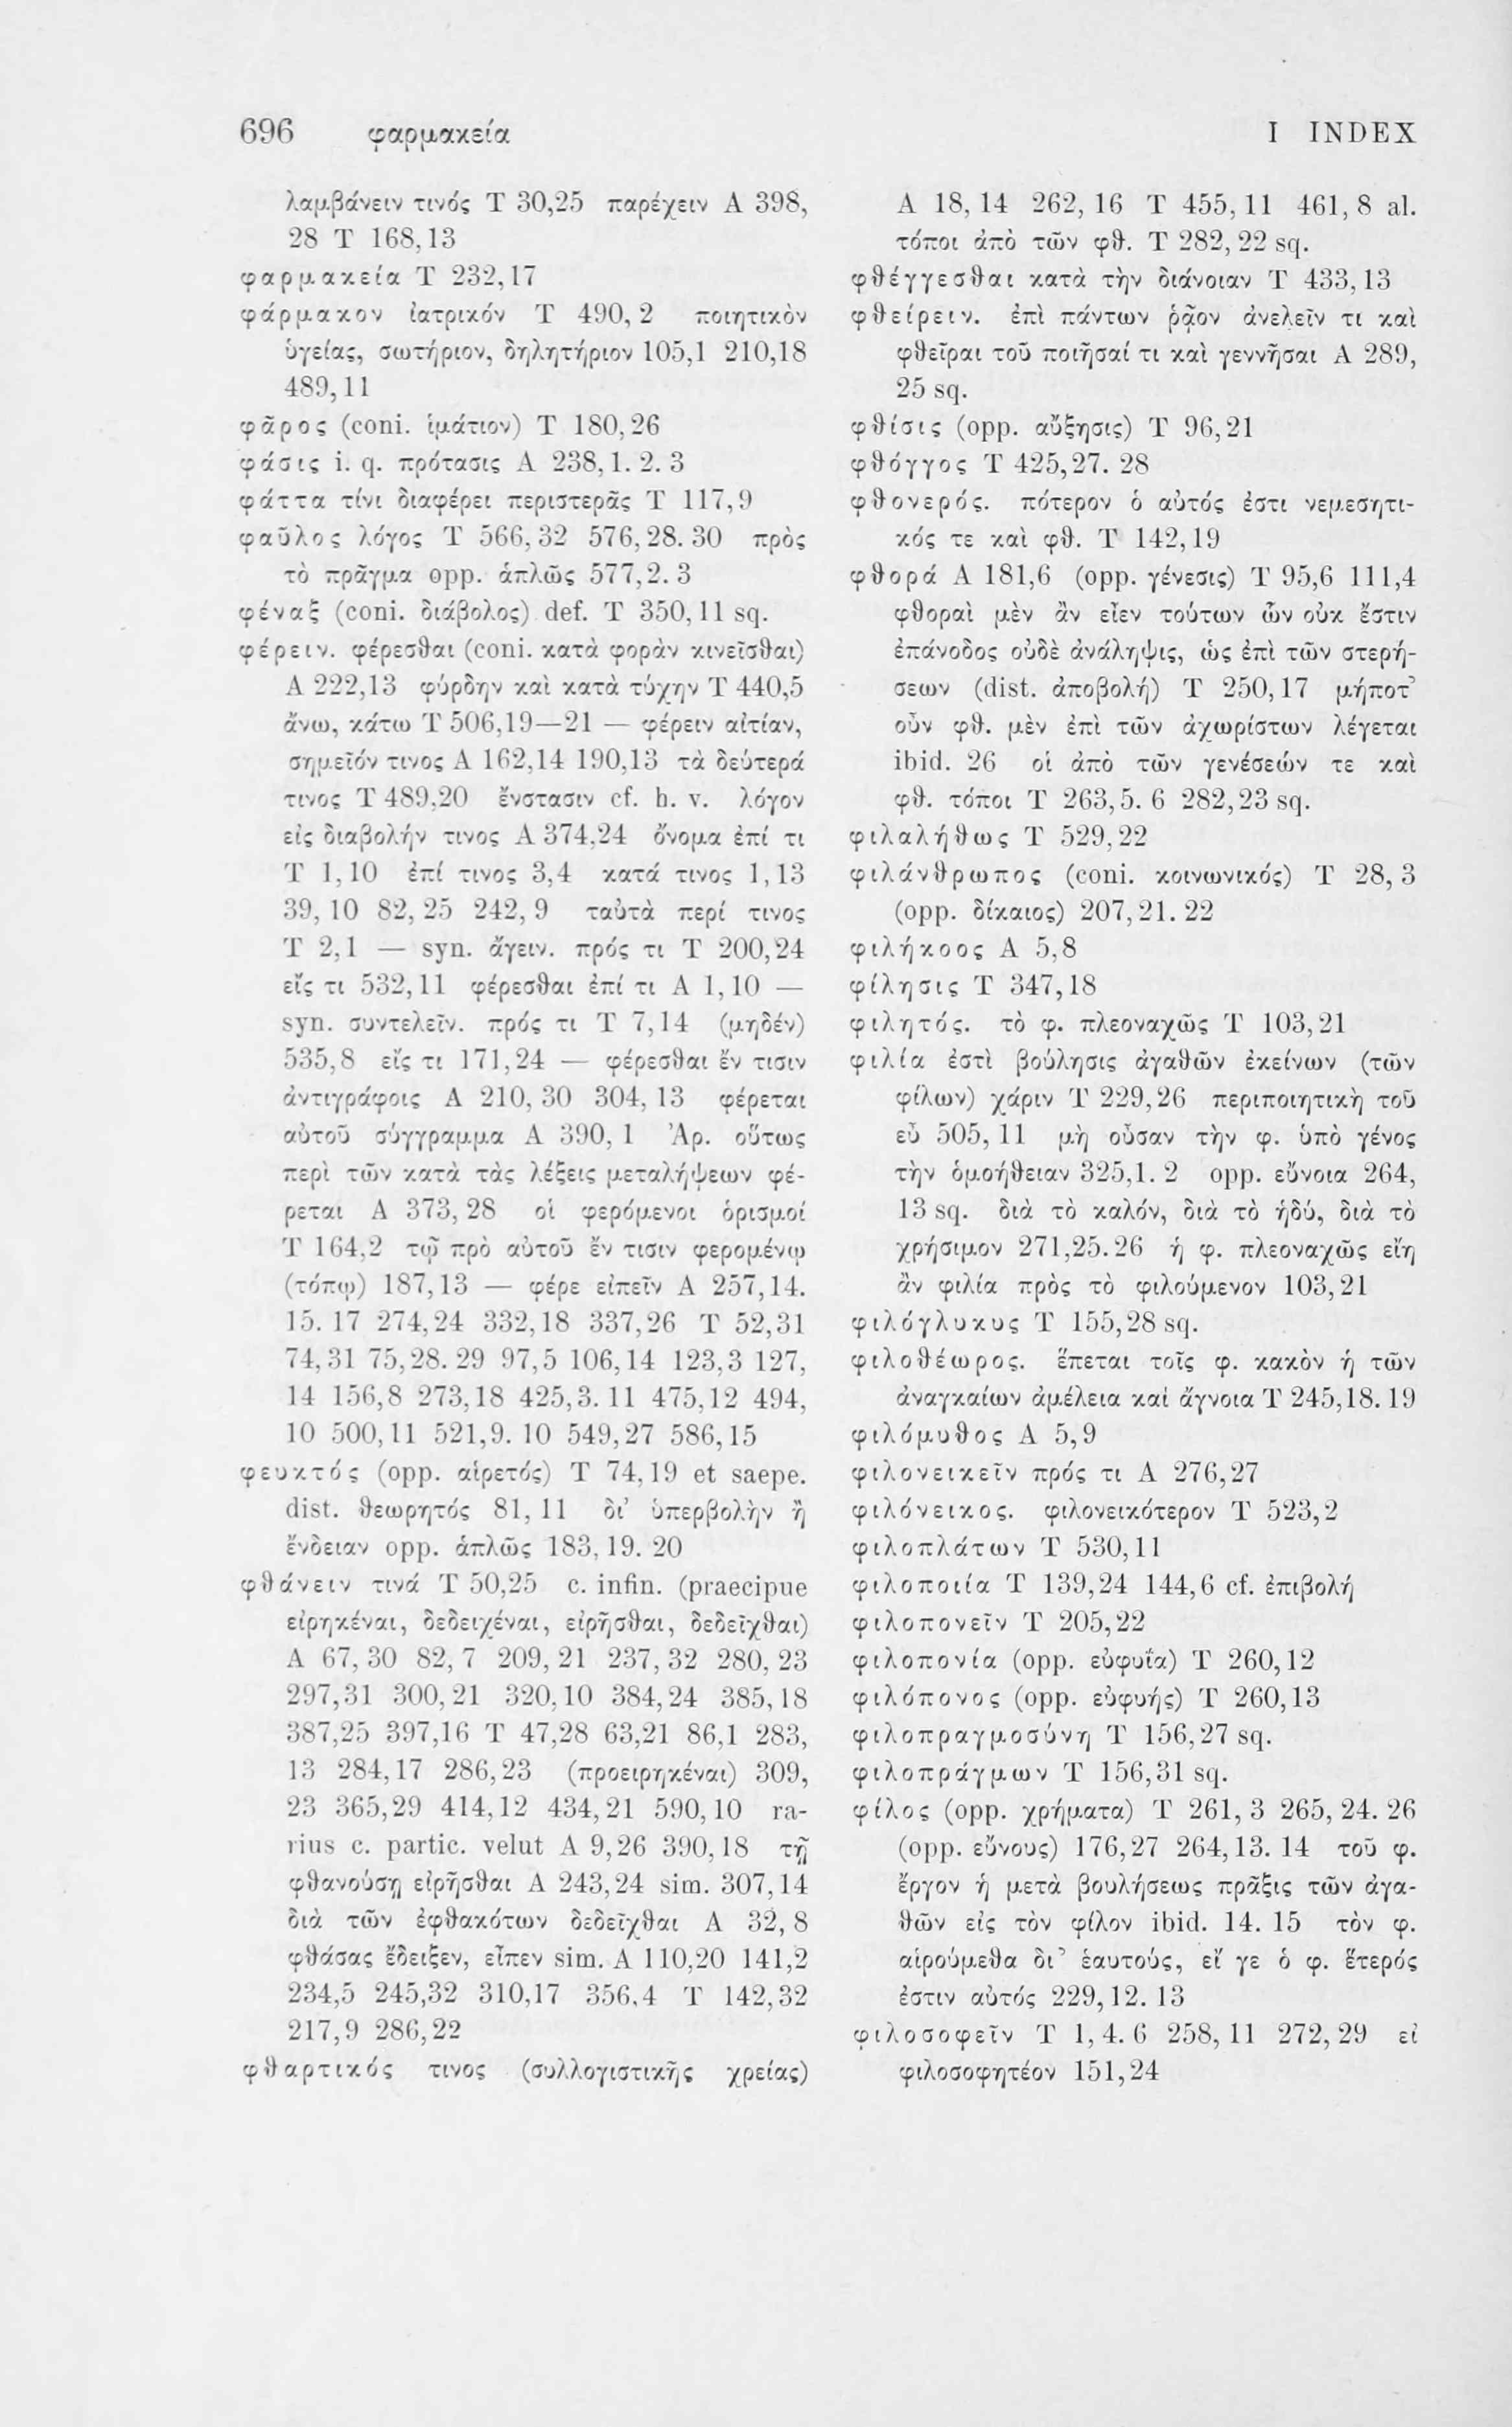 696 φαρμακεία I INDEX
λαμβάνειν τινός T 30,25 παρέχειν A 398,
28 T 168,13
φαρμακεία T 232,17
φάρμακον ἰατρικόν T 490, 2 ποιητικὸν
ὑγείας, σωτήριον, δηλητήριον 105,1 210,18
489,11
φᾶρος (coni. ἱμάτιον) T 180,26
φάσις i. q. πρότασις A 238,1. 2. 3
φάττα τίνι διαφέρει περιστερᾶς T 117,9
φαῦλος λόγος T 566,32 576,28. 30 πρὸς
τὸ πρᾶγμα opp. ἁπλῶς 577,2. 3
φέναξ (coni. διάβολος) def. T 350,11 sq.
φέρειν. φέρεσθαι (coni. κατὰ φορὰν κινεῖσθαι)
A 222,13 φύρδην καὶ κατὰ τύχην T 440,5
ἄνω, κάτω T 506,19—21 — φέρειν αἰτίαν,
σημεῖόν τινος A 162,14 190,13 τὰ δεύτερά
τινος T 489,20 ἔνστασιν cf. h. v. λόγον
εἰς διαβολήν τινος A 374,24 ὄνομα ἐπί τι
T 1,10 ἐπί τινος 3,4 κατά τινος 1,13
39, 10 82, 25 242, 9 ταὐτὰ περί τινος
T 2,1 — syn. ἄγειν. πρός τι T 200,24
εἴς τι 532,11 φέρεσθαι ἐπί τι A 1,10 —
syn. συντελεῖν. πρός τι T 7,14 (μηδέν)
535,8 εἴς τι 171,24 — φέρεσθαι ἔν τισιν
ἀντιγράφοις A 210, 30 304, 13 φέρεται
αὐτοῦ σύγγραμμα A 390, 1 Ἀρ. οὕτως
περὶ τῶν κατὰ τὰς λέξεις μεταλήψεων φέ-
ρεται A 373, 28 οἱ φερόμενοι ὁρισμοί
T 164,2 τῷ πρὸ αὐτοῦ ἔν τισιν φερομένῳ
(τόπῳ) 187,13 — φέρε εἰπεῖν A 257,14.
15. 17 274,24 332,18 337,26 T 52,31
74,31 75,28. 29 97,5 106,14 123,3 127,
14 156,8 273,18 425,3. 11 475,12 494,
10 500,11 521,9. 10 549,27 586,15
φευκτός (opp. αἱρετός) T 74,19 et saepe.
dist. θεωρητός 81, 11 δι’ ὑπερβολὴν ἢ
ἔνδειαν opp. ἁπλῶς 183, 19. 20
φθάνειν τινά T 50,25 c. infin. (praecipue
εἰρηκέναι, δεδειχέναι, εἰρῆσθαι, δεδεῖχθαι)
A 67, 30 82, 7 209, 21 237, 32 280, 23
297,31 300,21 320,10 384,24 385,18
387,25 397,16 T 47,28 63,21 86,1 283,
13 284,17 286,23 (προειρηκέναι) 309,
23 365,29 414,12 434,21 590,10 ra-
rius c. partic. velut A 9,26 390,18 τῇ
φθανούσῃ εἰρῆσθαι A 243,24 sim. 307,14
διὰ τῶν ἐφθακότων δεδεῖχθαι A 32, 8
φθάσας ἔδειξεν, εἶπεν sim. A 110,20 141,2
234,5 245,32 310,17 356,4 T 142,32
217,9 286,22
φθαρτικός τινος (συλλογιστικῆς χρείας)
A 18, 14 262, 16 T 455, 11 461, 8 al.
τόποι ἀπὸ τῶν φθ. T 282, 22 sq.
φθέγγεσθαι κατὰ τὴν διάνοιαν T 433,13
φθείρειν. ἐπὶ πάντων ῥᾷον ἀνελεῖν τι καὶ
φθεῖραι τοῦ ποιῆσαί τι καὶ γεννῆσαι A 289,
25 sq.
φθίσις (opp. αὔξησις) T 96,21
φθόγγος T 425,27. 28
φθονερός. πότερον ὁ αὐτός ἐστι νεμεσητι-
κός τε καὶ φθ. T 142,19
φθορά A 181,6 (opp. γένεσις) T 95,6 111,4
φθοραὶ μὲν ἂν εἶεν τούτων ὧν οὐκ ἔστιν
ἐπάνοδος οὐδὲ ἀνάληψις, ὡς ἐπὶ τῶν στερή-
σεων (dist. ἀποβολή) T 250,17 μήποτ’
οὖν φθ. μὲν ἐπὶ τῶν ἀχωρίστων λέγεται
ibid. 26 οἱ ἀπὸ τῶν γενέσεών τε καὶ
φθ. τόποι T 263,5. 6 282,23 sq.
φιλαλήθως T 529,22
φιλάνθρωπος (coni. κοινωνικός) T 28, 3
(opp. δίκαιος) 207,21. 22
φιλήκοος A 5,8
φίλησις T 347,18
φιλητός. τὸ φ. πλεοναχῶς T 103,21
φιλία ἐστὶ βούλησις ἀγαθῶν ἐκείνων (τῶν
φίλων) χάριν T 229,26 περιποιητικὴ τοῦ
εὖ 505, 11 μὴ οὖσαν τὴν φ. ὑπὸ γένος
τὴν ὁμοήθειαν 325,1. 2 opp. εὔνοια 264,
13 sq. διὰ τὸ καλόν, διὰ τὸ ἡδύ, διὰ τὸ
χρήσιμον 271,25. 26 ἡ φ. πλεοναχῶς εἴη
ἂν φιλία πρὸς τὸ φιλούμενον 103,21
φιλόγλυκυς T 155,28 sq.
φιλοθέωρος. ἕπεται τοῖς φ. κακὸν ἡ τῶν
ἀναγκαίων ἀμέλεια καὶ ἄγνοια T 245,18. 19
φιλόμυθος A 5,9
φιλονεικεῖν πρός τι A 276,27
φιλόνεικος. φιλονεικότερον T 523,2
φιλοπλάτων T 530,11
φιλοποιία T 139,24 144,6 cf. ἐπιβολή
φιλοπονεῖν T 205,22
φιλοπονία (opp. εὐφυΐα) T 260,12
φιλόπονος (opp. εὐφυής) T 260,13
φιλοπραγμοσύνη T 156,27 sq.
φιλοπράγμων T 156,31 sq.
φίλος (opp. χρήματα) T 261, 3 265, 24. 26
(opp. εὔνους) 176,27 264,13. 14 τοῦ φ.
ἔργον ἡ μετὰ βουλήσεως πρᾶξις τῶν ἀγα-
θῶν εἰς τὸν φίλον ibid. 14. 15 τὸν φ.
αἱρούμεθα δι’ ἑαυτούς, εἴ γε ὁ φ. ἕτερός
ἐστιν αὐτός 229,12. 13
φιλοσοφεῖν T 1, 4. 6 258, 11 272, 29 εἰ
φιλοσοφητέον 151,24